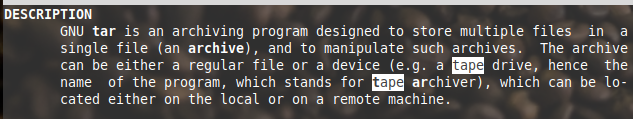 DESCRIPTION
GNU tar is an archiving program designed to store multiple files in a
single file (an archive), and to manipulate such archives. The archive
can be either a regular file or a device (e.g. a tape drive, hence the
name of the program, which stands for tape archiver), which can be lo-
cated either on the local or on a remote machine.